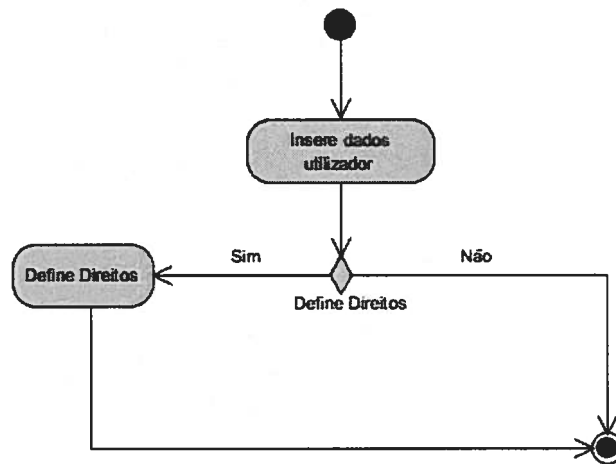 Insere dados
utilizador
Sim
Não
Define Direitos
Define Direitos